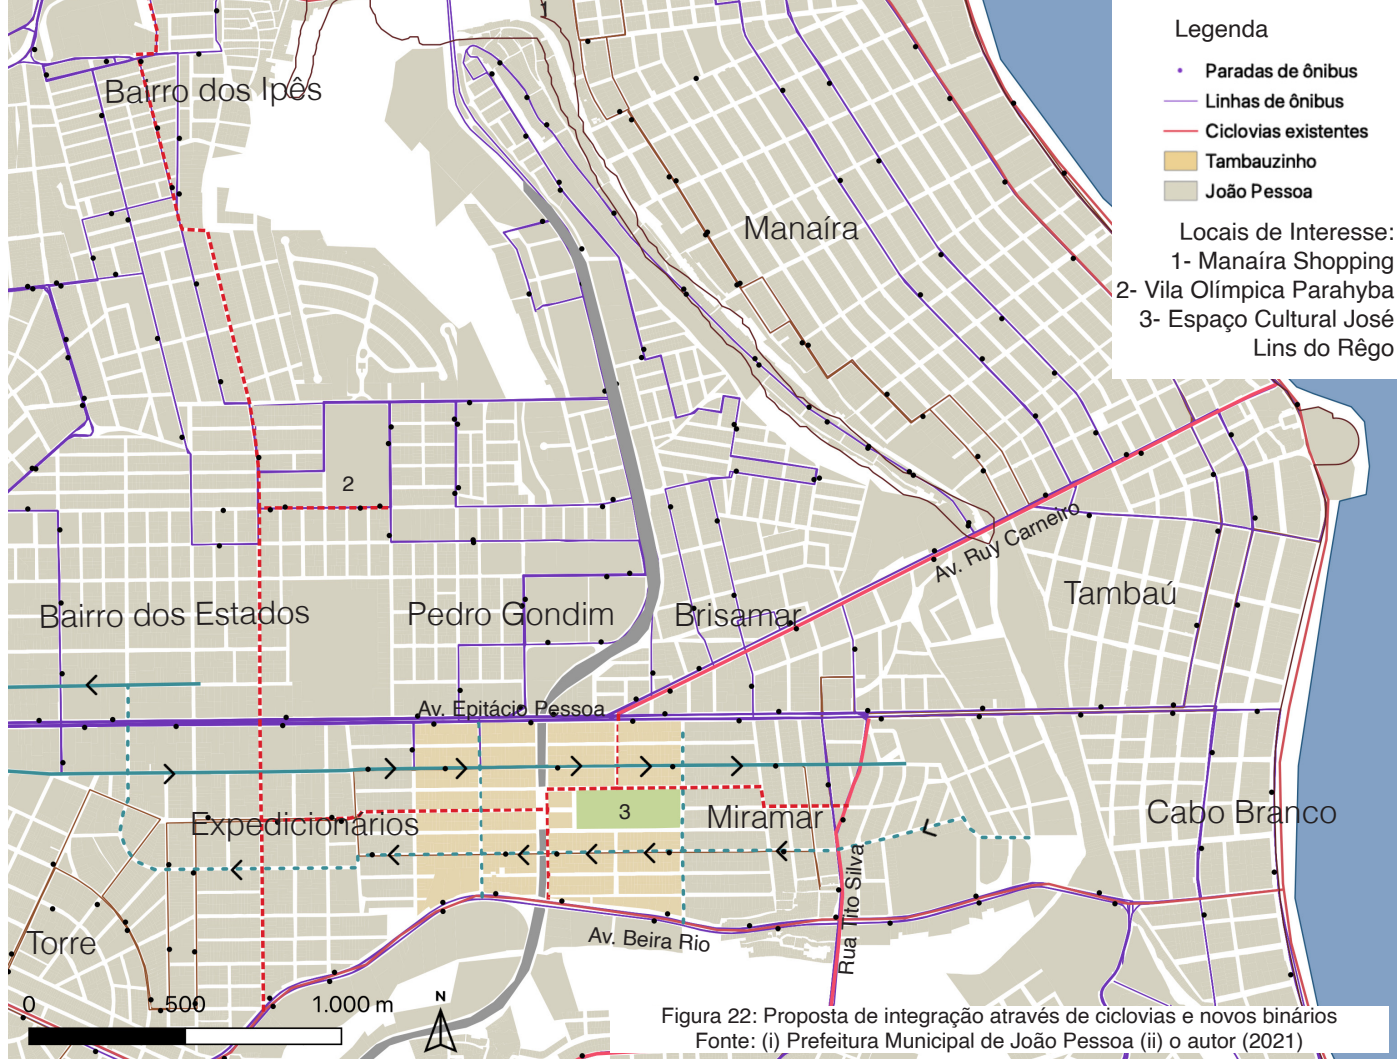 Legenda
Paradas de ônibus
Linhas de ônibus
Ciclovias existentes
Tambauzinho
João Pessoa
Locais de Interesse:
1- Manaíra Shopping
2- Vila Olímpica Parahyba
3- Espaço Cultural José
Lins do Rêgo
1
Bairro dos Ipês
Manaíra
2
Av. Ruy Carneiro
Tambaú
Bairro dos Estados
Pedro Gondim
Brisamar
Av. Epitácio Pessoa
Expedicionários
3
Miramar
Cabo Branco
Rua Tito Silva
Torre
Av. Beira Rio
0 500 1.000 m
N
Figura 22: Proposta de integração através de ciclovias e novos binários
Fonte: (i) Prefeitura Municipal de João Pessoa (ii) o autor (2021)